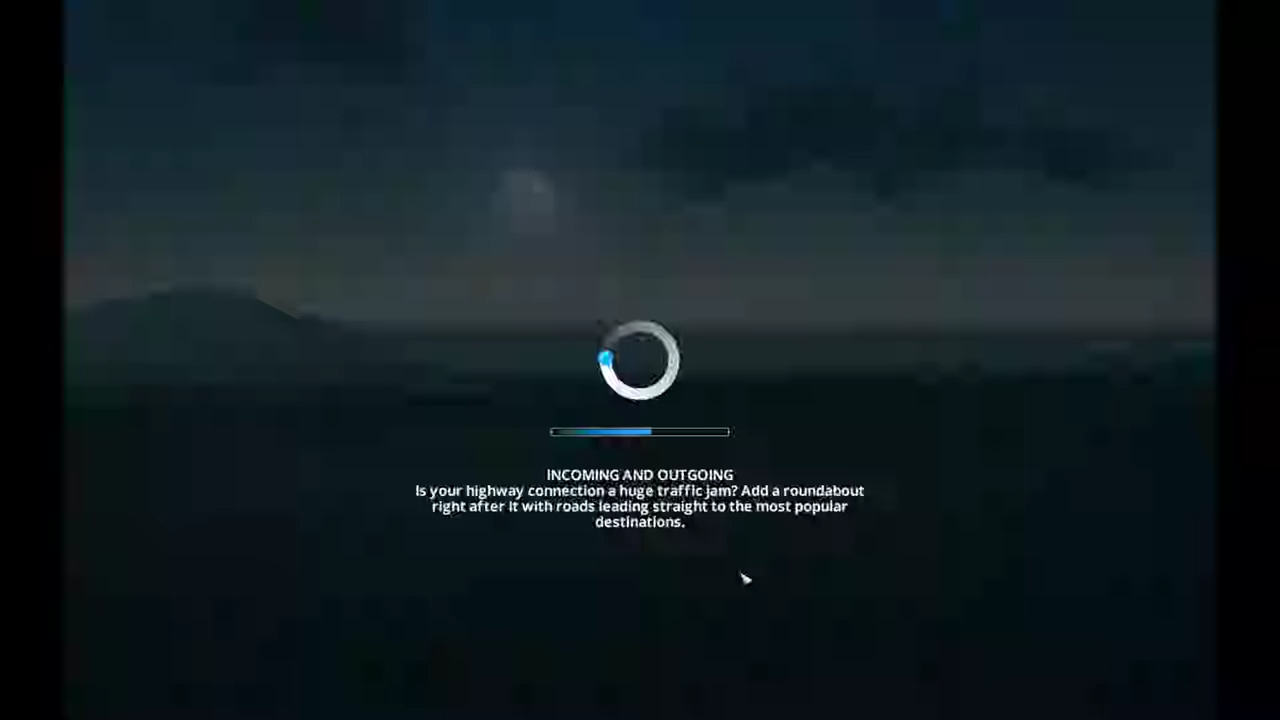 INCOMING AND OUTGOING
Is your highway connection a huge traffic jam? Add a roundabout
right after it with roads leading straight to the most popular
destinations.